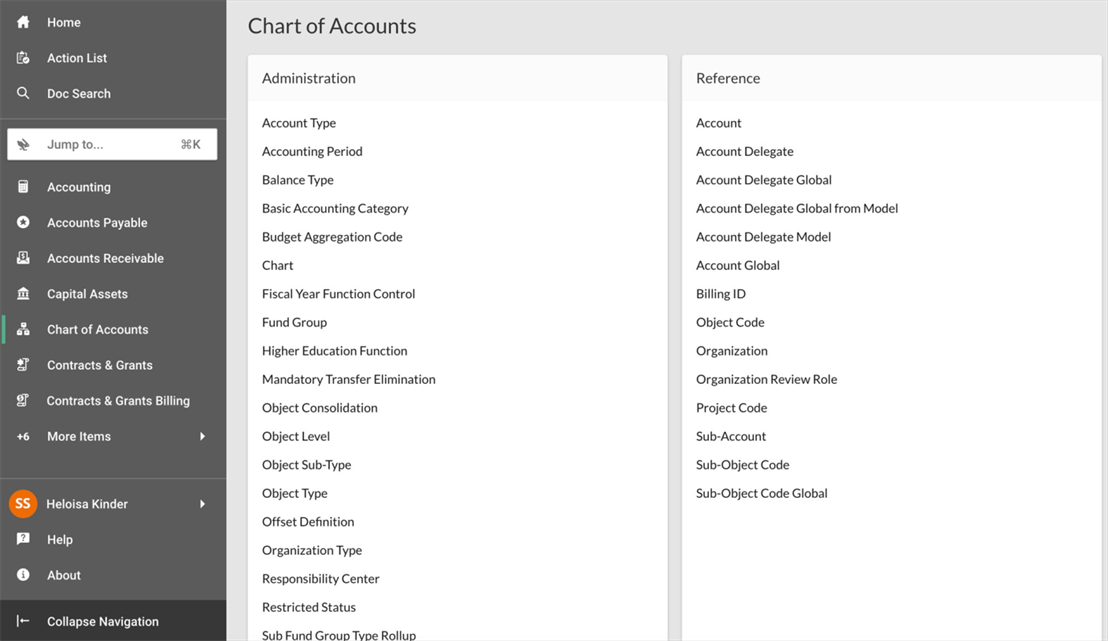 Home
Action List
Doc Search
Jump to... ⌘K
Accounting
Accounts Payable
Accounts Receivable
Capital Assets
Chart of Accounts
Contracts & Grants
Contracts & Grants Billing
+6 More Items
SS Heloisa Kinder
Help
About
Collapse Navigation
Chart of Accounts
Administration
Account Type
Accounting Period
Balance Type
Basic Accounting Category
Budget Aggregation Code
Chart
Fiscal Year Function Control
Fund Group
Higher Education Function
Mandatory Transfer Elimination
Object Consolidation
Object Level
Object Sub-Type
Object Type
Offset Definition
Organization Type
Responsibility Center
Restricted Status
Sub Fund Group Type Rollup
Reference
Account
Account Delegate
Account Delegate Global
Account Delegate Global from Model
Account Delegate Model
Account Global
Billing ID
Object Code
Organization
Organization Review Role
Project Code
Sub-Account
Sub-Object Code
Sub-Object Code Global